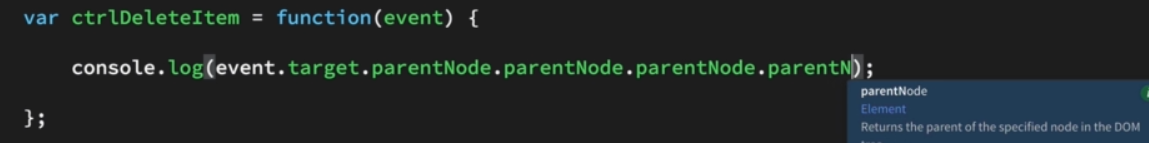 var ctrlDeleteItem = function(event) {
console.log(event.target.parentNode.parentNode.parentNode.parentN);
parentNode
Element
Returns the parent of the specified node in the DOM
};